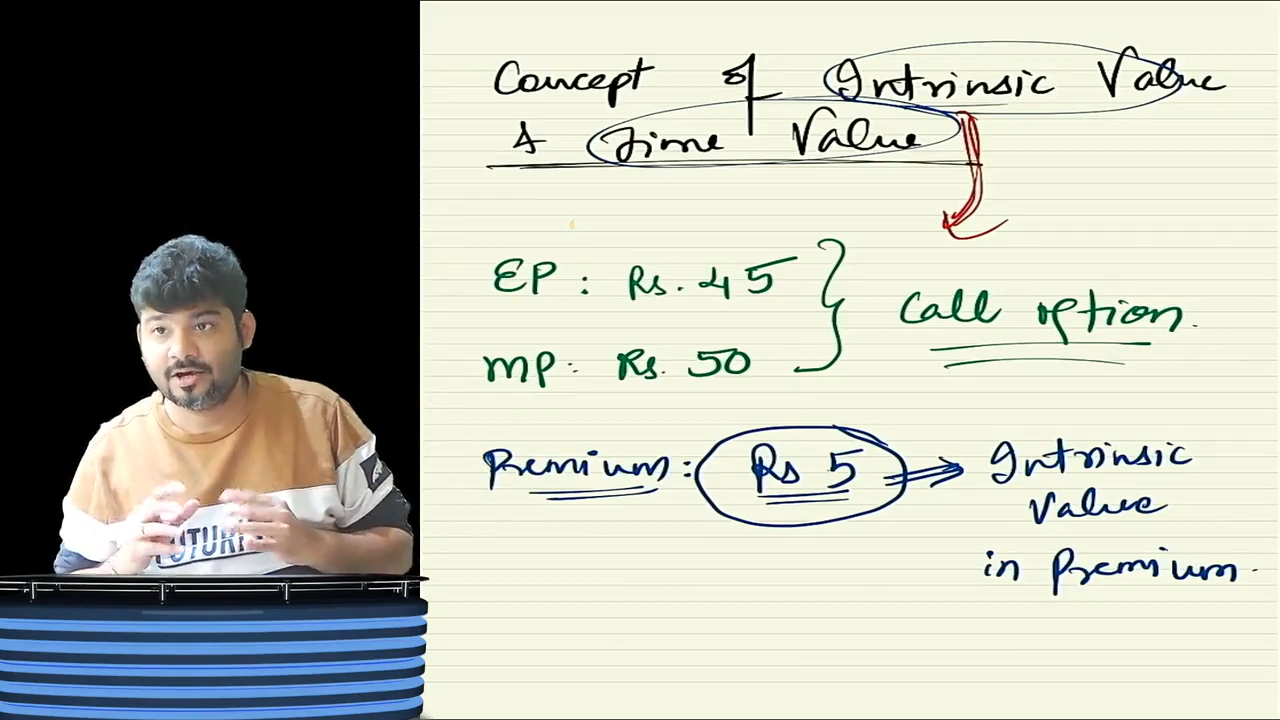 Concept of Intrinsic Value
& Time Value
EP : Rs. 45
MP : Rs. 50
Call option.
Premium : Rs 5 ⇒ Intrinsic
Value
in Premium.
FUTUR